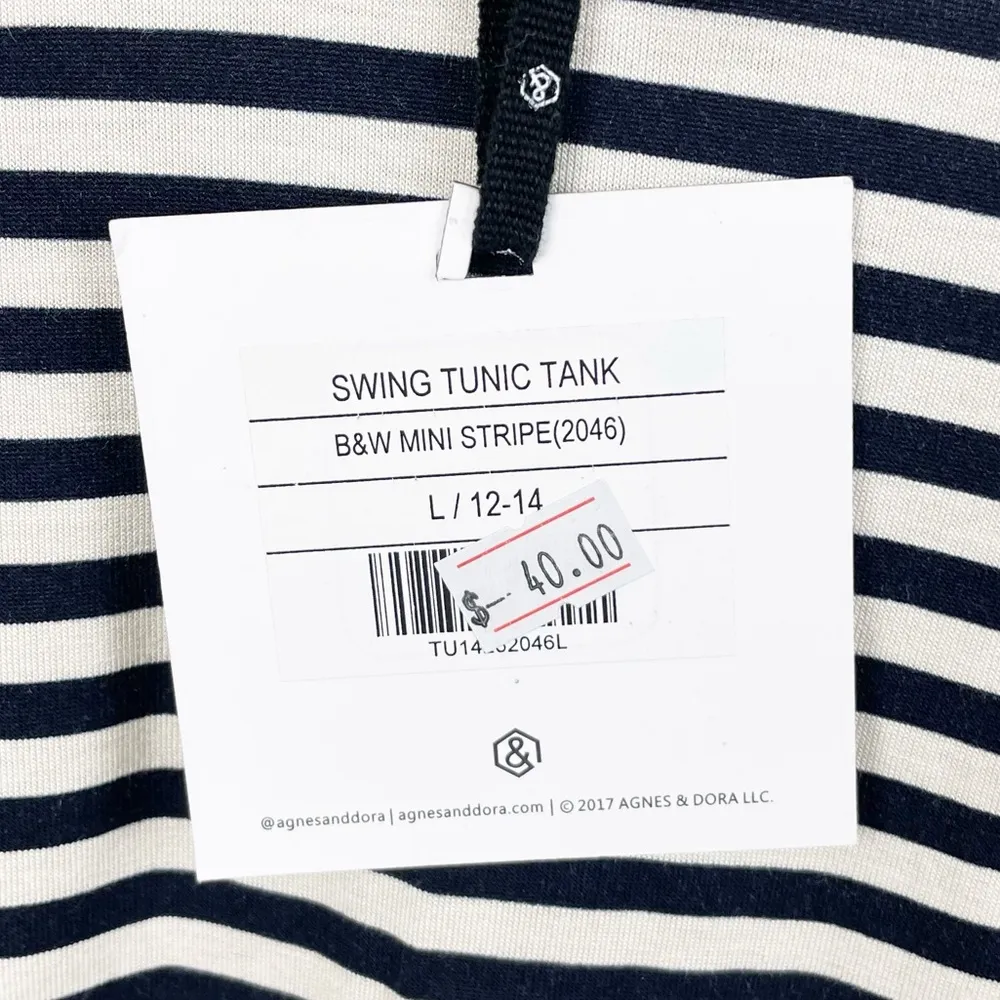 SWING TUNIC TANK
B&W MINI STRIPE(2046)
L / 12-14
$- 40.00
&
@agnesanddora | agnesanddora.com | © 2017 AGNES & DORA LLC.